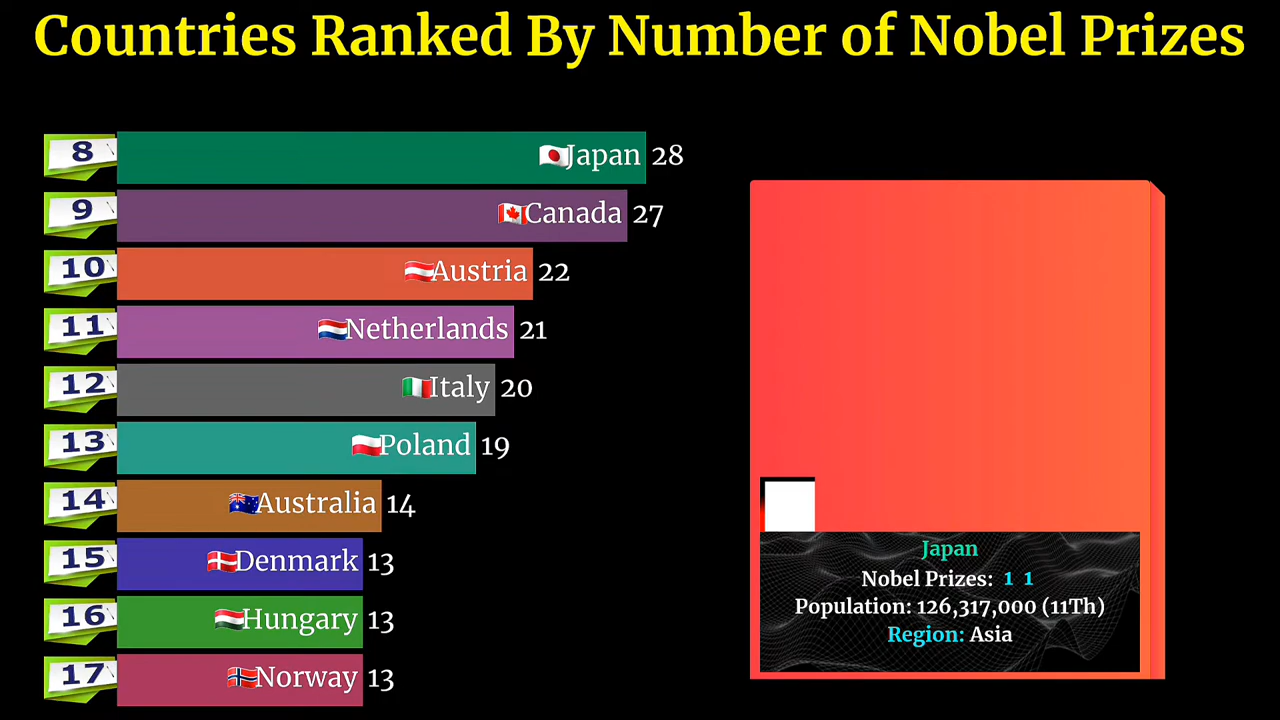 Countries Ranked By Number of Nobel Prizes
8 Japan 28
9 Canada 27
10 Austria 22
11 Netherlands 21
12 Italy 20
13 Poland 19
14 Australia 14
15 Denmark 13
16 Hungary 13
17 Norway 13
Japan
Nobel Prizes: 1 1
Population: 126,317,000 (11Th)
Region: Asia